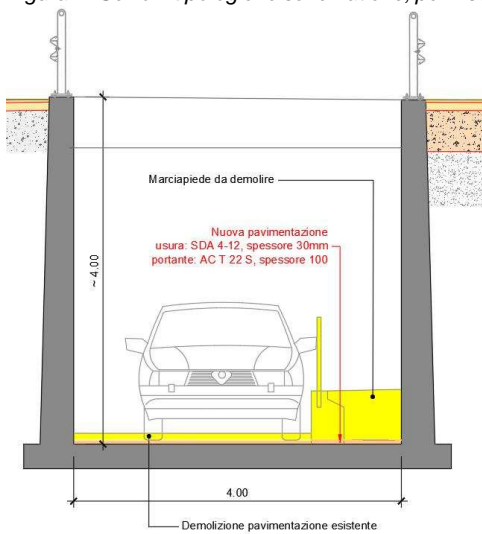 Marciapiede da demolire
Nuova pavimentazione
usura: SDA 4-12, spessore 30mm
portante: AC T 22 S, spessore 100
~ 4.00
4.00
Demolizione pavimentazione esistente